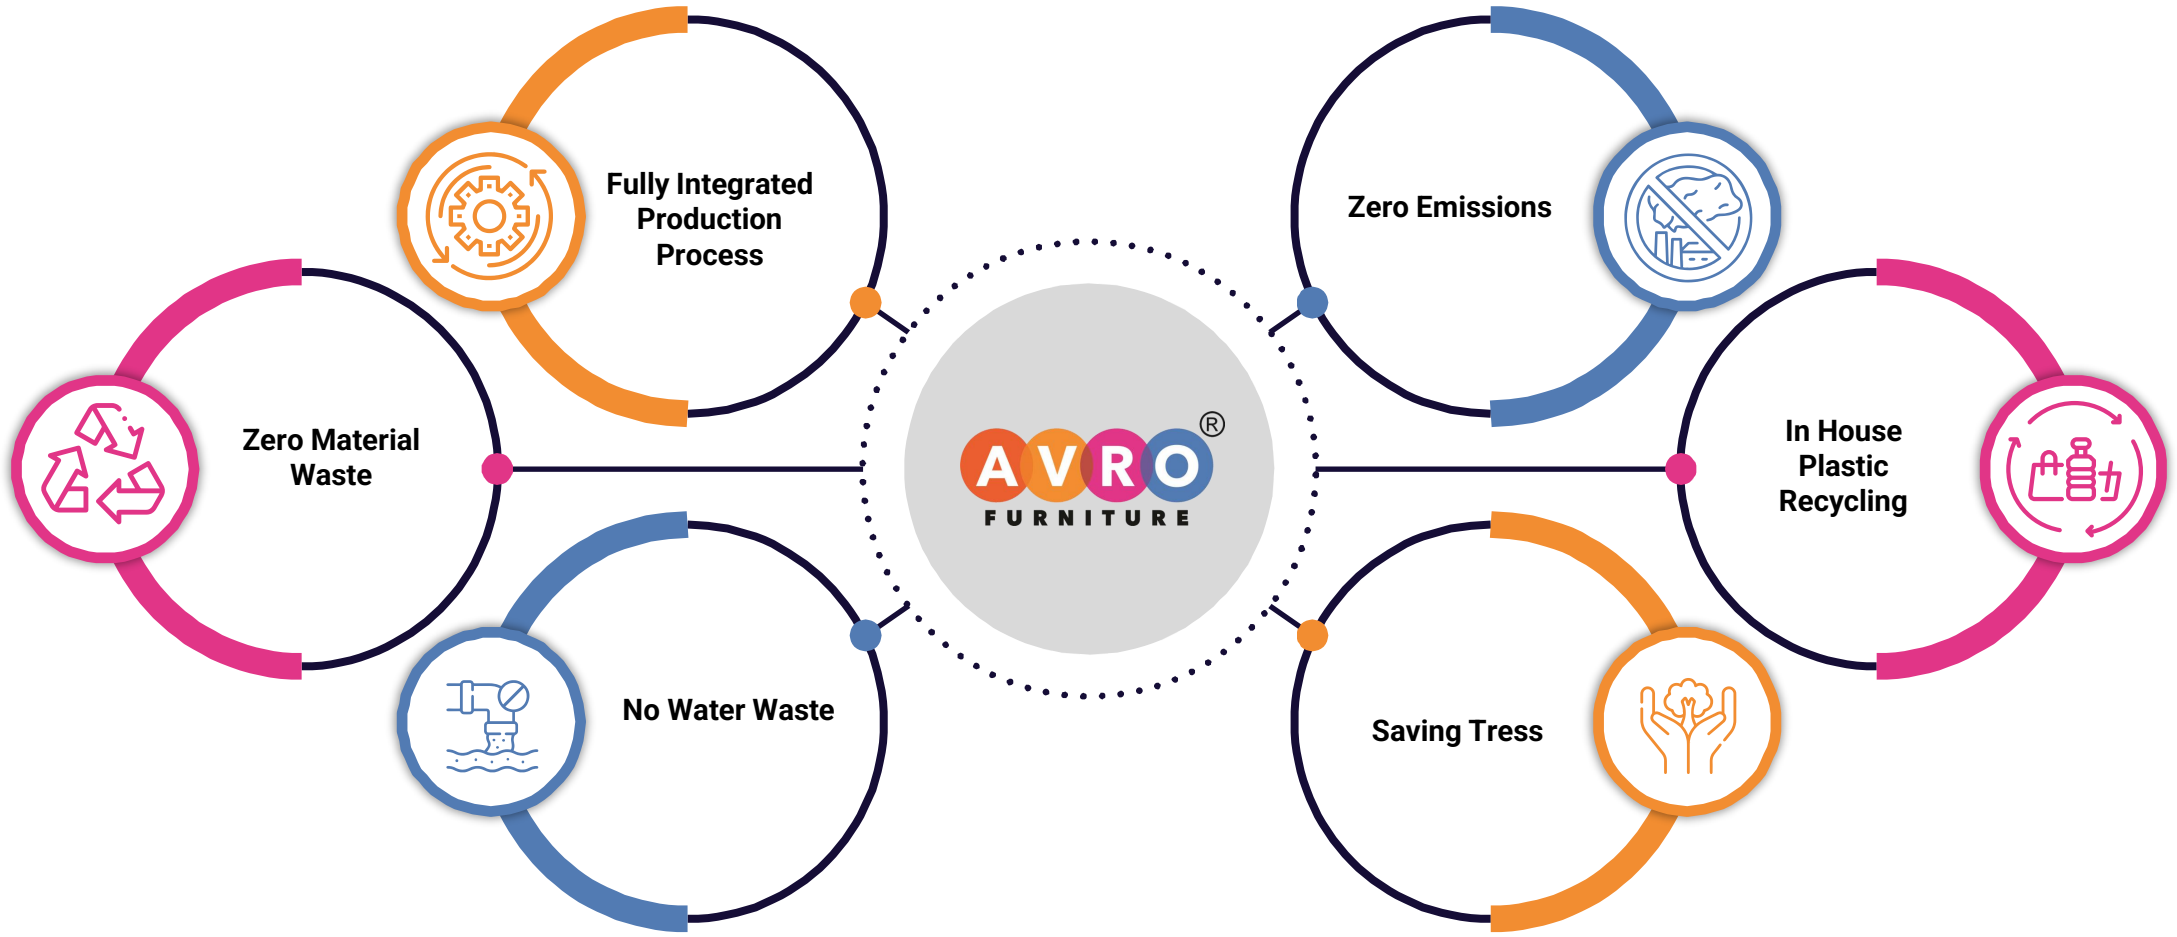 Fully Integrated
Production
Process
Zero Emissions
Zero Material
Waste
AVRO®
FURNITURE
In House
Plastic
Recycling
No Water Waste
Saving Tress